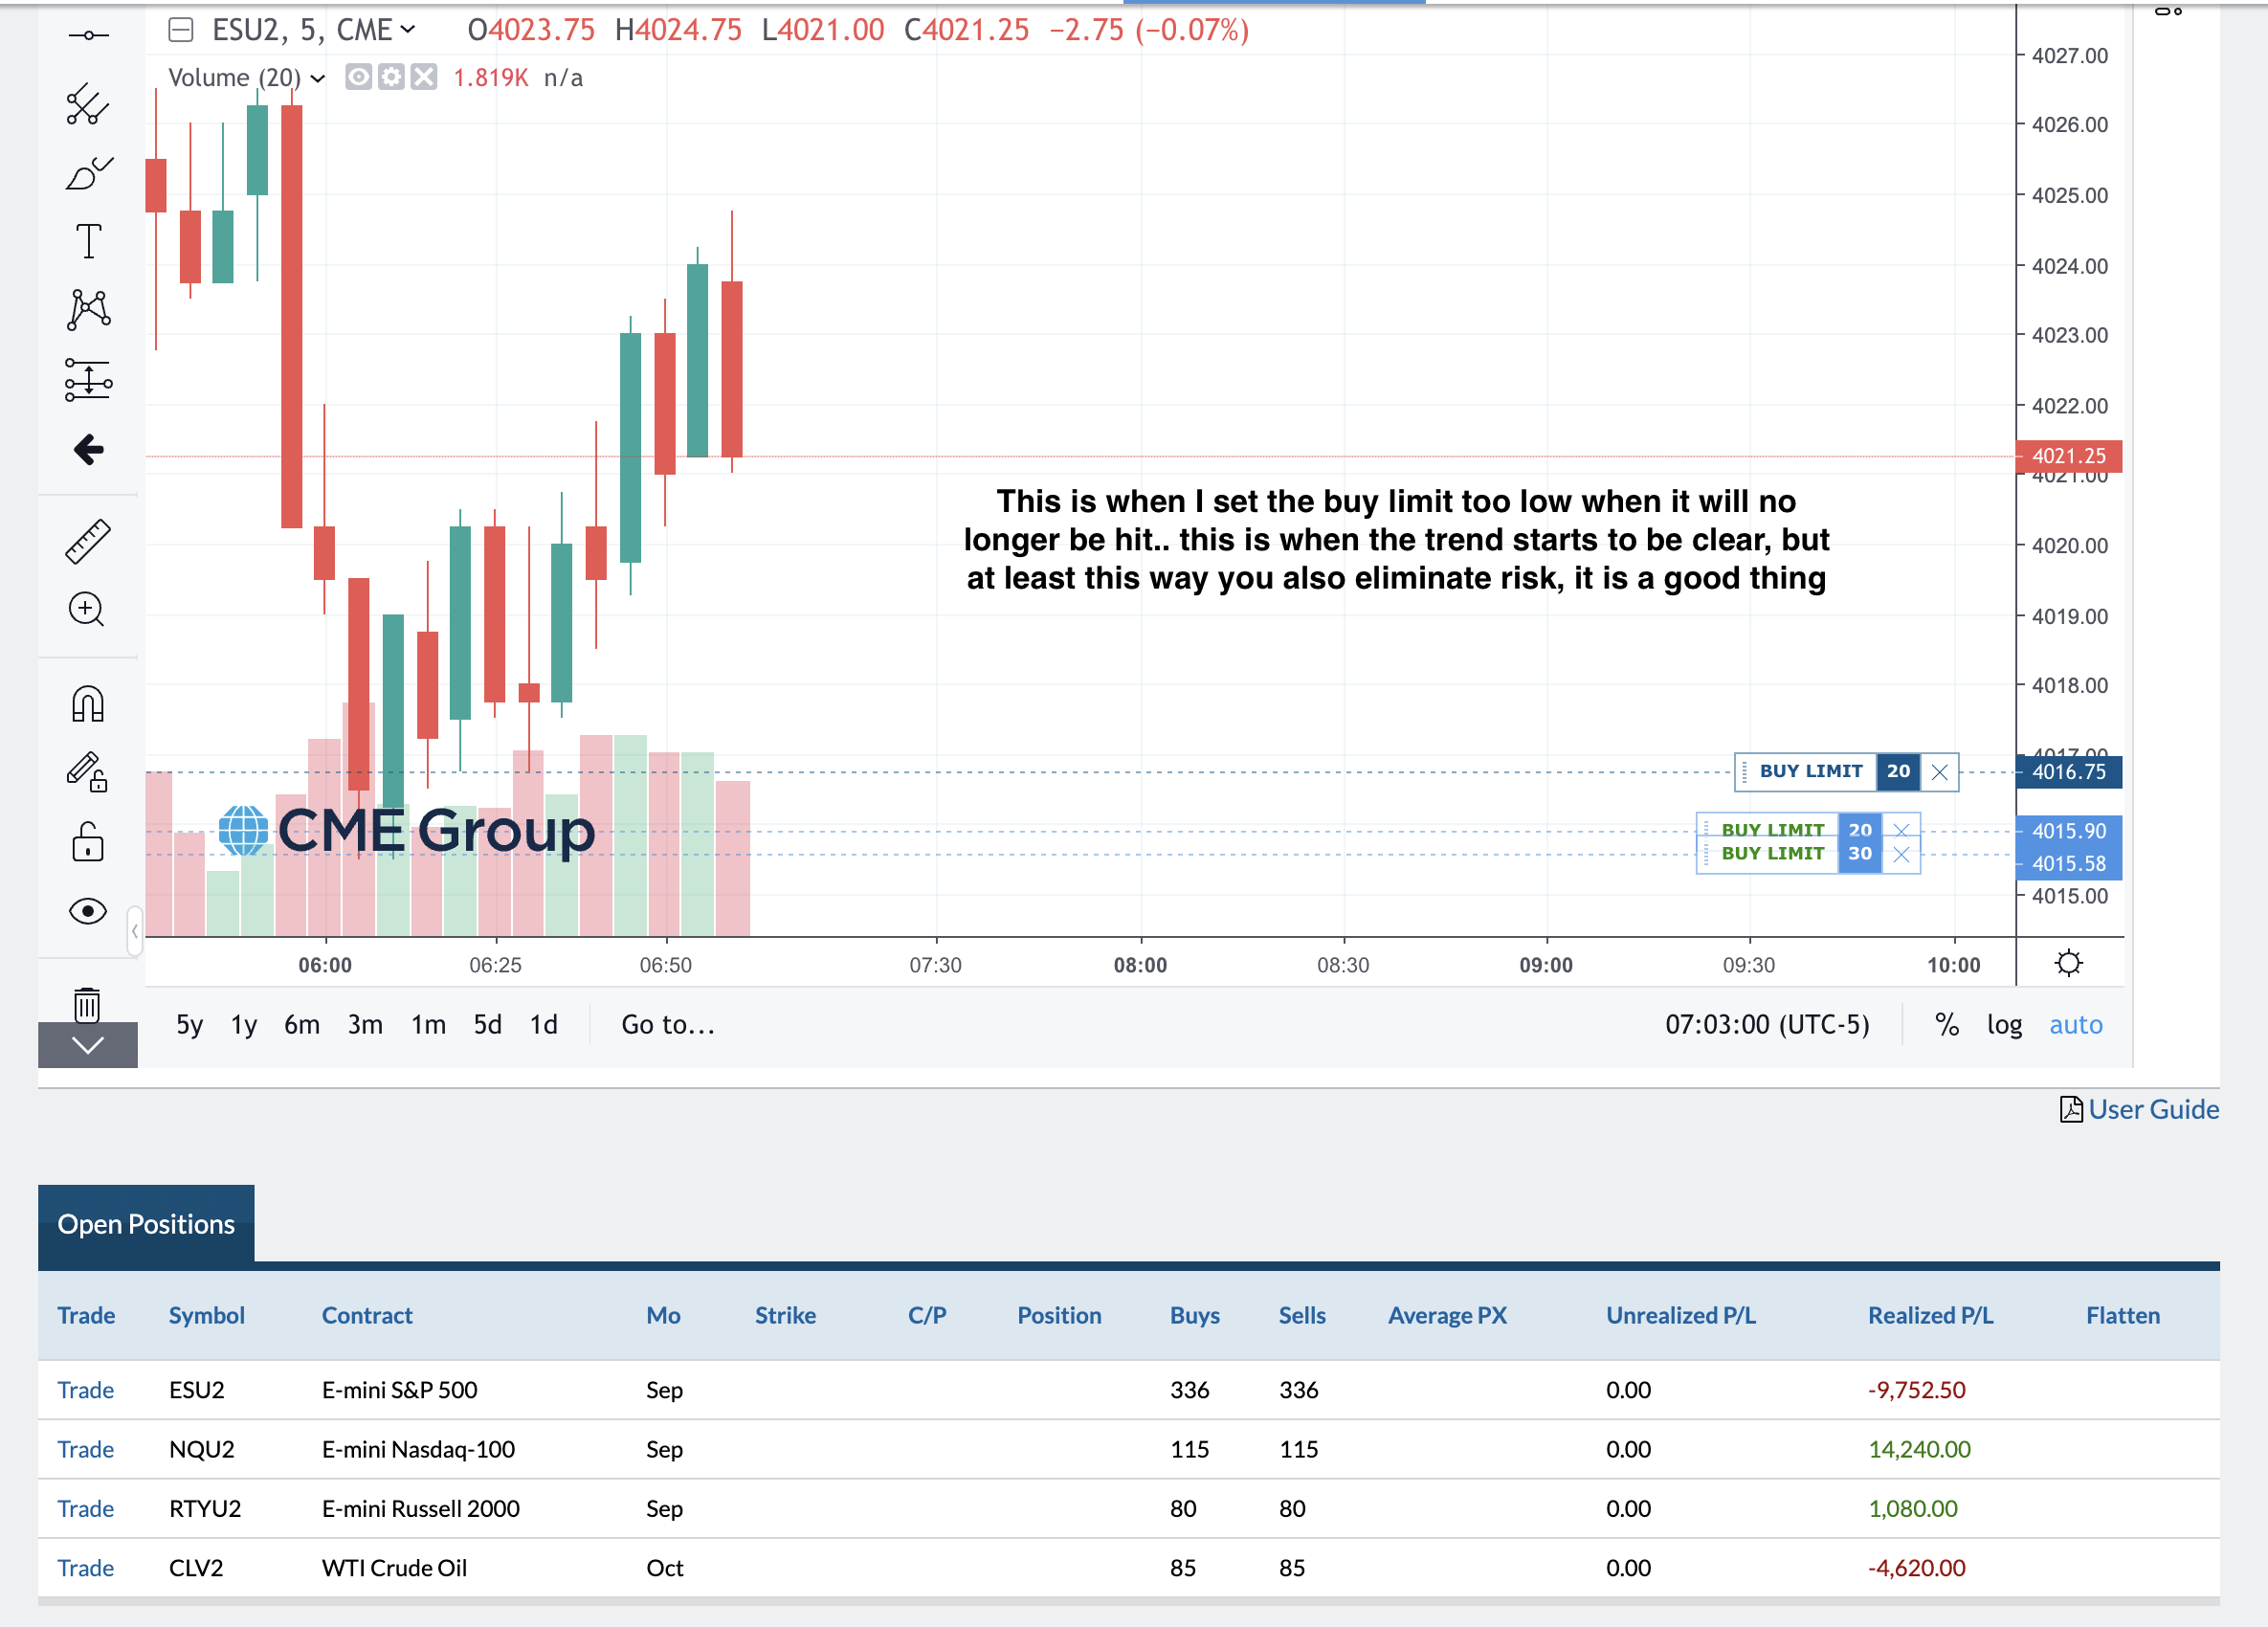 ESU2, 5, CME O4023.75 H4024.75 L4021.00 C4021.25 −2.75 (−0.07%)
Volume (20) 1.819K n/a
4027.00
4026.00
4025.00
4024.00
4023.00
4022.00
4021.25
4021.00
This is when I set the buy limit too low when it will no
longer be hit.. this is when the trend starts to be clear, but
at least this way you also eliminate risk, it is a good thing
4020.00
4019.00
4018.00
4017.00
BUY LIMIT 20 4016.75
BUY LIMIT 20 4015.90
BUY LIMIT 30 4015.58
CME Group
4015.00
06:00 06:25 06:50 07:30 08:00 08:30 09:00 09:30 10:00
5y 1y 6m 3m 1m 5d 1d Go to... 07:03:00 (UTC-5) % log auto
User Guide
Open Positions
Trade Symbol Contract Mo Strike C/P Position Buys Sells Average PX Unrealized P/L Realized P/L Flatten
Trade ESU2 E-mini S&P 500 Sep 336 336 0.00 -9,752.50
Trade NQU2 E-mini Nasdaq-100 Sep 115 115 0.00 14,240.00
Trade RTYU2 E-mini Russell 2000 Sep 80 80 0.00 1,080.00
Trade CLV2 WTI Crude Oil Oct 85 85 0.00 -4,620.00